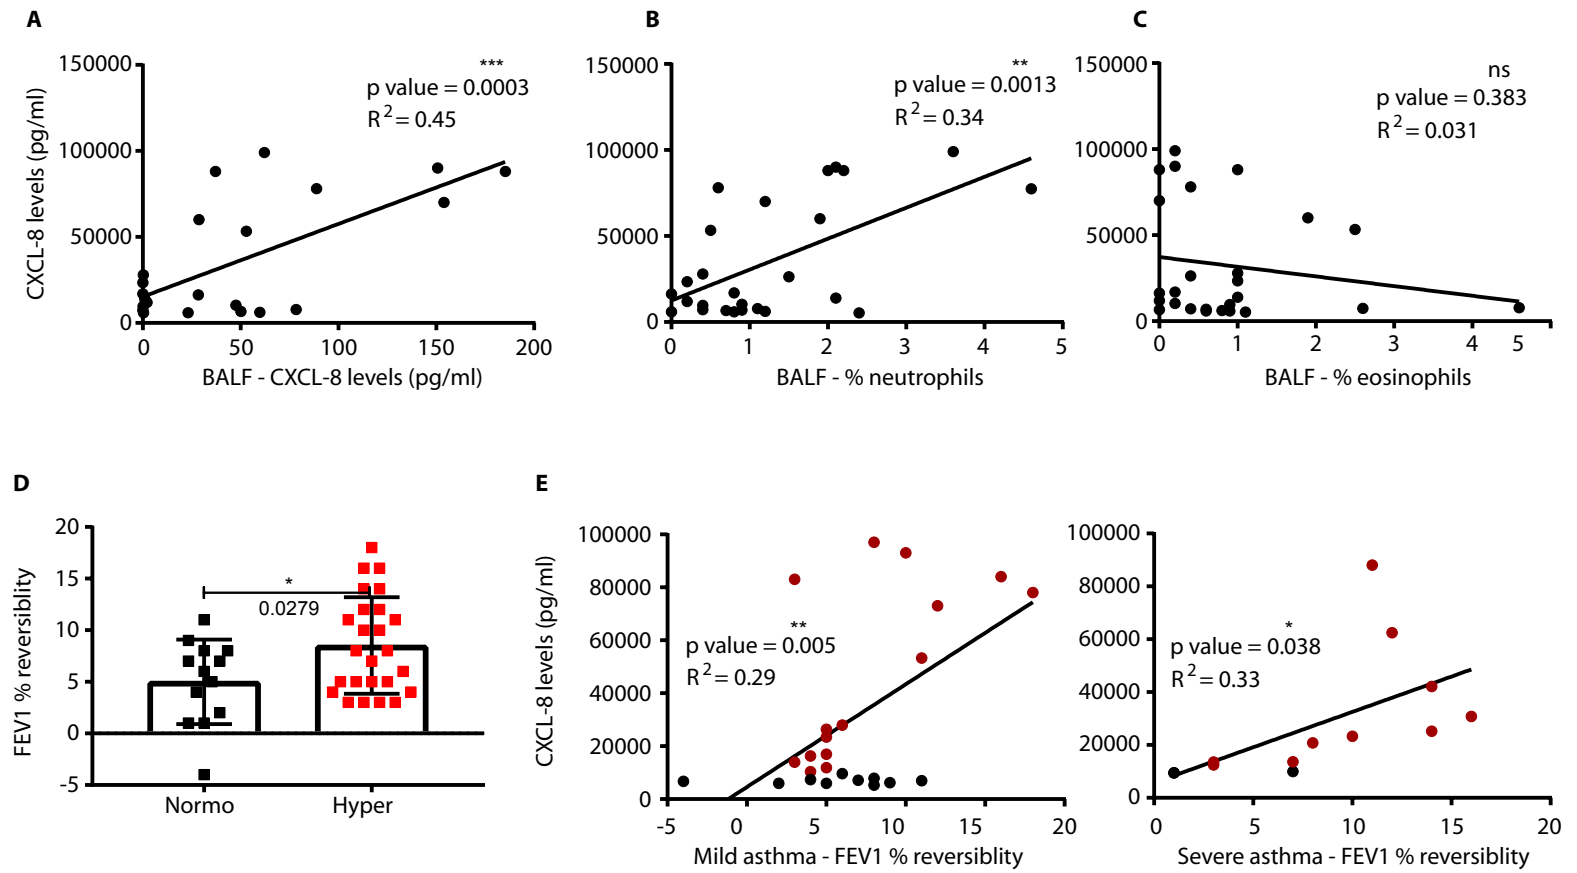 A
CXCL-8 levels (pg/ml)
150000
100000
50000
0
***
p value = 0.0003
R2 = 0.45
0 50 100 150 200
BALF - CXCL-8 levels (pg/ml)
B
150000
100000
50000
0
**
p value = 0.0013
R2 = 0.34
0 1 2 3 4 5
BALF - % neutrophils
C
150000
100000
50000
0
ns
p value = 0.383
R2 = 0.031
0 1 2 3 4 5
BALF - % eosinophils
D
FEV1 % reversiblity
20
15
10
5
0
-5
*
0.0279
Normo Hyper
E
CXCL-8 levels (pg/ml)
100000
80000
60000
40000
20000
0
**
p value = 0.005
R2 = 0.29
-5 0 5 10 15 20
Mild asthma - FEV1 % reversiblity
100000
80000
60000
40000
20000
0
*
p value = 0.038
R2 = 0.33
0 5 10 15 20
Severe asthma - FEV1 % reversiblity